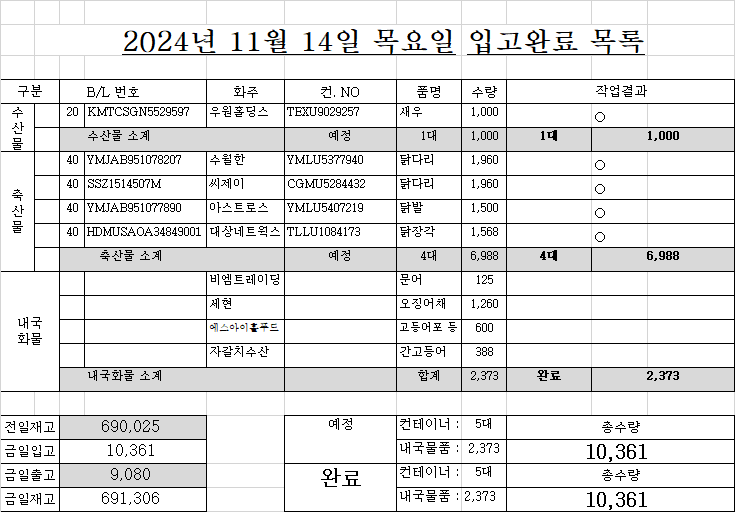 2024년 11월 14일 목요일 입고완료 목록
구분 B/L 번호 화주 컨. NO 품명 수량 작업결과
수산물 20 KMTCSGN5529597 우원홀딩스 TEXU9029257 새우 1,000 ○
수산물 소계 예정 1대 1,000 1대 1,000
축산물 40 YMJAB951078207 수월한 YMLU5377940 닭다리 1,960 ○
40 SSZ1514507M 씨제이 CGMU5284432 닭다리 1,960 ○
40 YMJAB951077890 아스트로스 YMLU5407219 닭발 1,500 ○
40 HDMUSAOA34849001 대상네트웍스 TLLU1084173 닭장각 1,568 ○
축산물 소계 예정 4대 6,988 4대 6,988
내국화물 비엠트레이딩 문어 125
세현 오징어채 1,260
에스아이홀푸드 고등어포 등 600
자갈치수산 간고등어 388
내국화물 소계 합계 2,373 완료 2,373
전일재고 690,025 예정 컨테이너 : 5대 총수량
금일입고 10,361 내국물품 : 2,373 10,361
금일출고 9,080 완료 컨테이너 : 5대 총수량
금일재고 691,306 내국물품 : 2,373 10,361